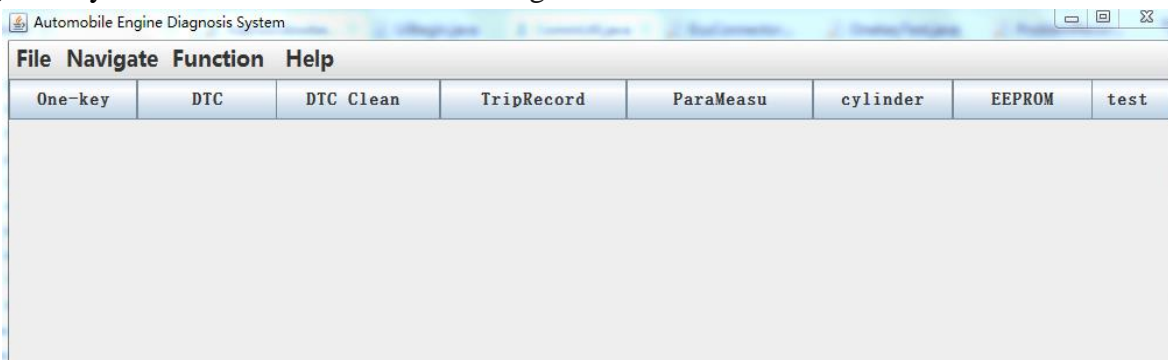 Automobile Engine Diagnosis System
File Navigate Function Help
One-key DTC DTC Clean TripRecord ParaMeasu cylinder EEPROM test